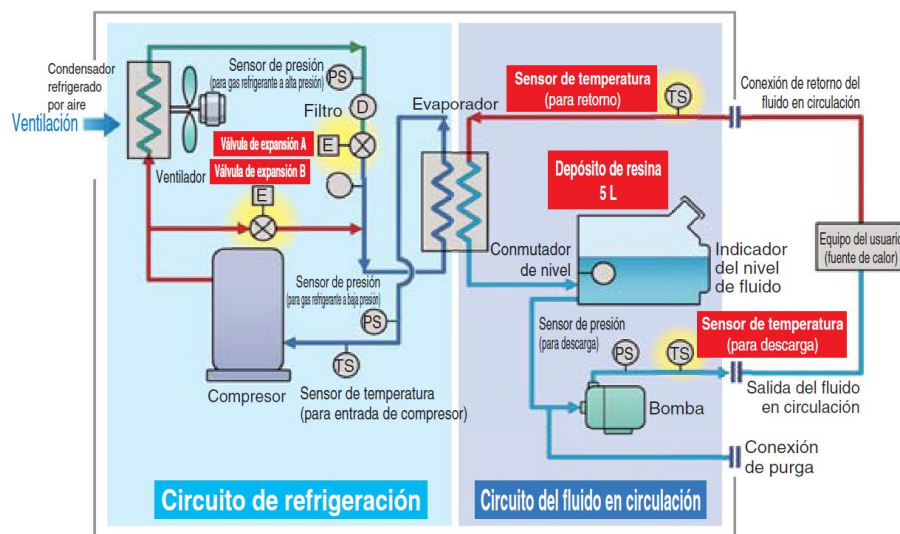 Condensador
refrigerado
por aire
Ventilación
Ventilador
Sensor de presión
(para gas refrigerante a alta presión)
PS
Filtro
D
Válvula de expansión A
E
Válvula de expansión B
E
Evaporador
Sensor de temperatura
(para retorno)
TS
Conexión de retorno del
fluido en circulación
Depósito de resina
5 L
Conmutador
de nivel
Indicador
del nivel
de fluido
Equipo del usuario
(fuente de calor)
Sensor de presión
(para gas refrigerante a baja presión)
PS
TS
Compresor
Sensor de temperatura
(para entrada de compresor)
Sensor de presión
(para descarga)
PS
TS
Sensor de temperatura
(para descarga)
Bomba
Salida del fluido
en circulación
Conexión
de purga
Circuito de refrigeración
Circuito del fluido en circulación